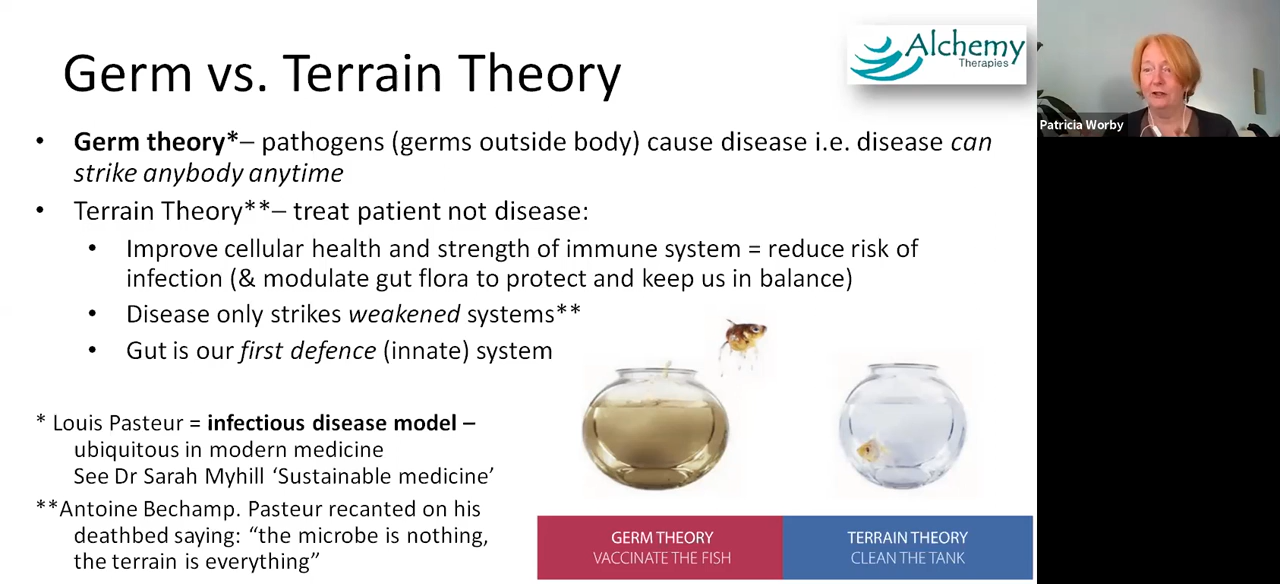 Germ vs. Terrain Theory
Alchemy
Therapies
Patricia Worby
• Germ theory*– pathogens (germs outside body) cause disease i.e. disease can
strike anybody anytime
• Terrain Theory**– treat patient not disease:
• Improve cellular health and strength of immune system = reduce risk of
infection (& modulate gut flora to protect and keep us in balance)
• Disease only strikes weakened systems**
• Gut is our first defence (innate) system
* Louis Pasteur = infectious disease model –
ubiquitous in modern medicine
See Dr Sarah Myhill ‘Sustainable medicine’
**Antoine Bechamp. Pasteur recanted on his
deathbed saying: “the microbe is nothing,
the terrain is everything”
GERM THEORY
VACCINATE THE FISH
TERRAIN THEORY
CLEAN THE TANK